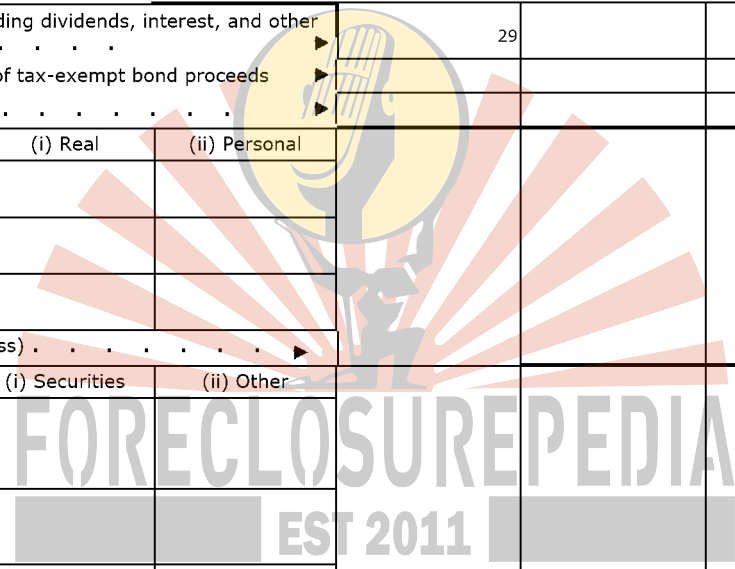 ding dividends, interest, and other
. . . . ►
29
of tax-exempt bond proceeds ►
. . . . . . . ►
(i) Real (ii) Personal
ss) . . . . . . . ►
(i) Securities (ii) Other
FORECLOSUREPEDIA
EST 2011